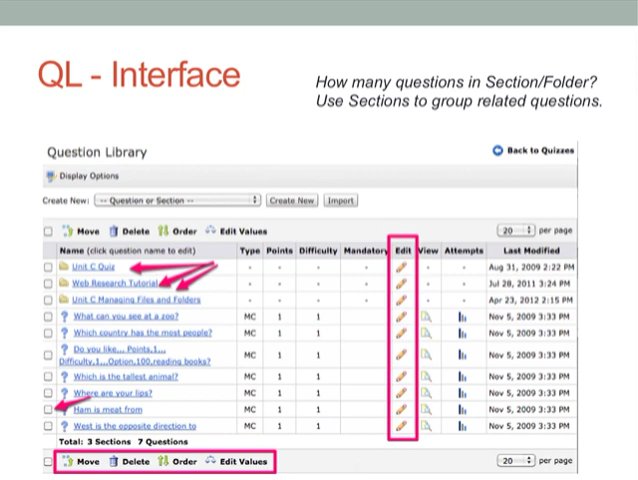 QL - Interface
How many questions in Section/Folder?
Use Sections to group related questions.
Question Library
Back to Quizzes
Display Options
Create New: -- Question or Section -- Create New Import
Move Delete Order Edit Values 20 per page
Name (click question name to edit) Type Points Difficulty Mandatory Edit View Attempts Last Modified
Unit C Quiz - - - - - - Aug 31, 2009 2:22 PM
Web Research Tutorial - - - - - - Jul 28, 2011 3:24 PM
Unit C Managing Files and Folders - - - - - - Apr 23, 2012 2:15 PM
? What can you see at a zoo? MC 1 1 Nov 5, 2009 3:33 PM
? Which country has the most people? MC 1 1 Nov 5, 2009 3:33 PM
? Do you like... Points,1...
Difficulty,1...Option,100,reading books? MC 1 1 Nov 5, 2009 3:33 PM
? Which is the tallest animal? MC 1 1 Nov 5, 2009 3:33 PM
? Where are your lips? MC 1 1 Nov 5, 2009 3:33 PM
? Ham is meat from MC 1 1 Nov 5, 2009 3:33 PM
? West is the opposite direction to MC 1 1 Nov 5, 2009 3:33 PM
Total: 3 Sections 7 Questions
Move Delete Order Edit Values 20 per page